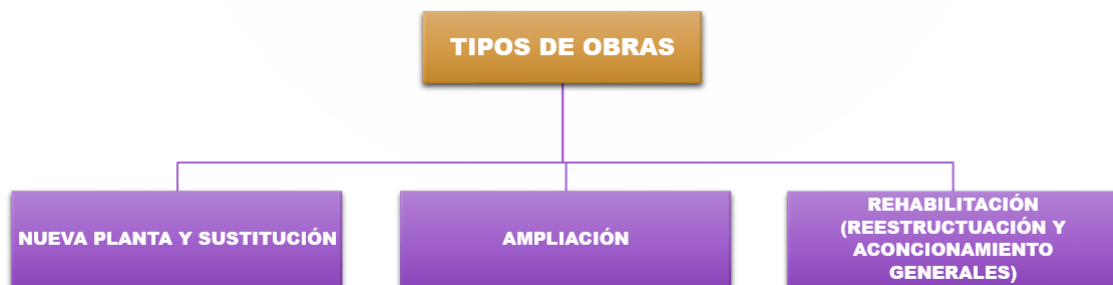 TIPOS DE OBRAS
NUEVA PLANTA Y SUSTITUCIÓN
AMPLIACIÓN
REHABILITACIÓN
(REESTRUCTUACIÓN Y
ACONCIONAMIENTO
GENERALES)